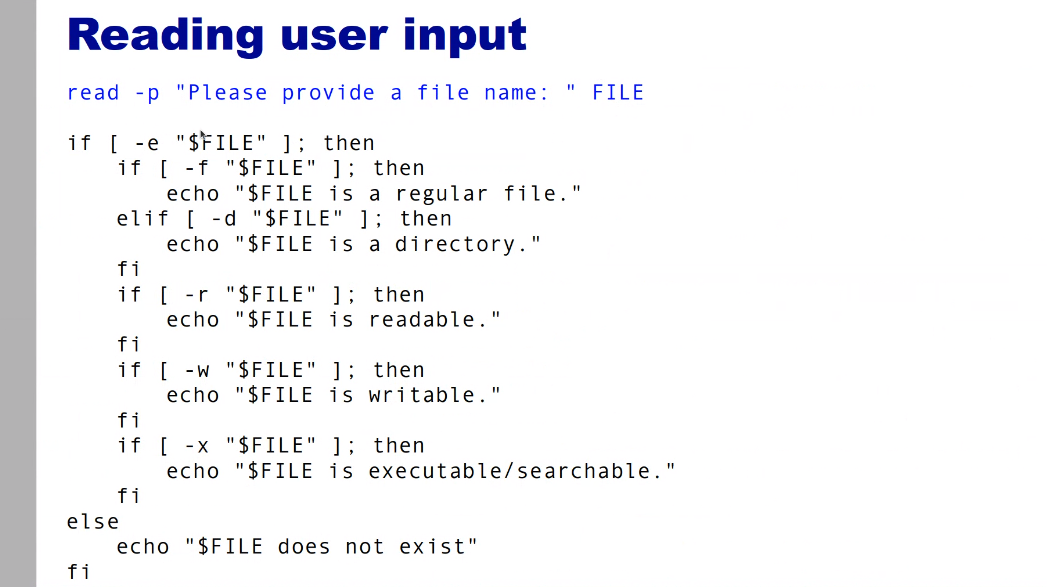 Reading user input
read -p "Please provide a file name: " FILE
if [ -e "$FILE" ]; then
if [ -f "$FILE" ]; then
echo "$FILE is a regular file."
elif [ -d "$FILE" ]; then
echo "$FILE is a directory."
fi
if [ -r "$FILE" ]; then
echo "$FILE is readable."
fi
if [ -w "$FILE" ]; then
echo "$FILE is writable."
fi
if [ -x "$FILE" ]; then
echo "$FILE is executable/searchable."
fi
else
echo "$FILE does not exist"
fi